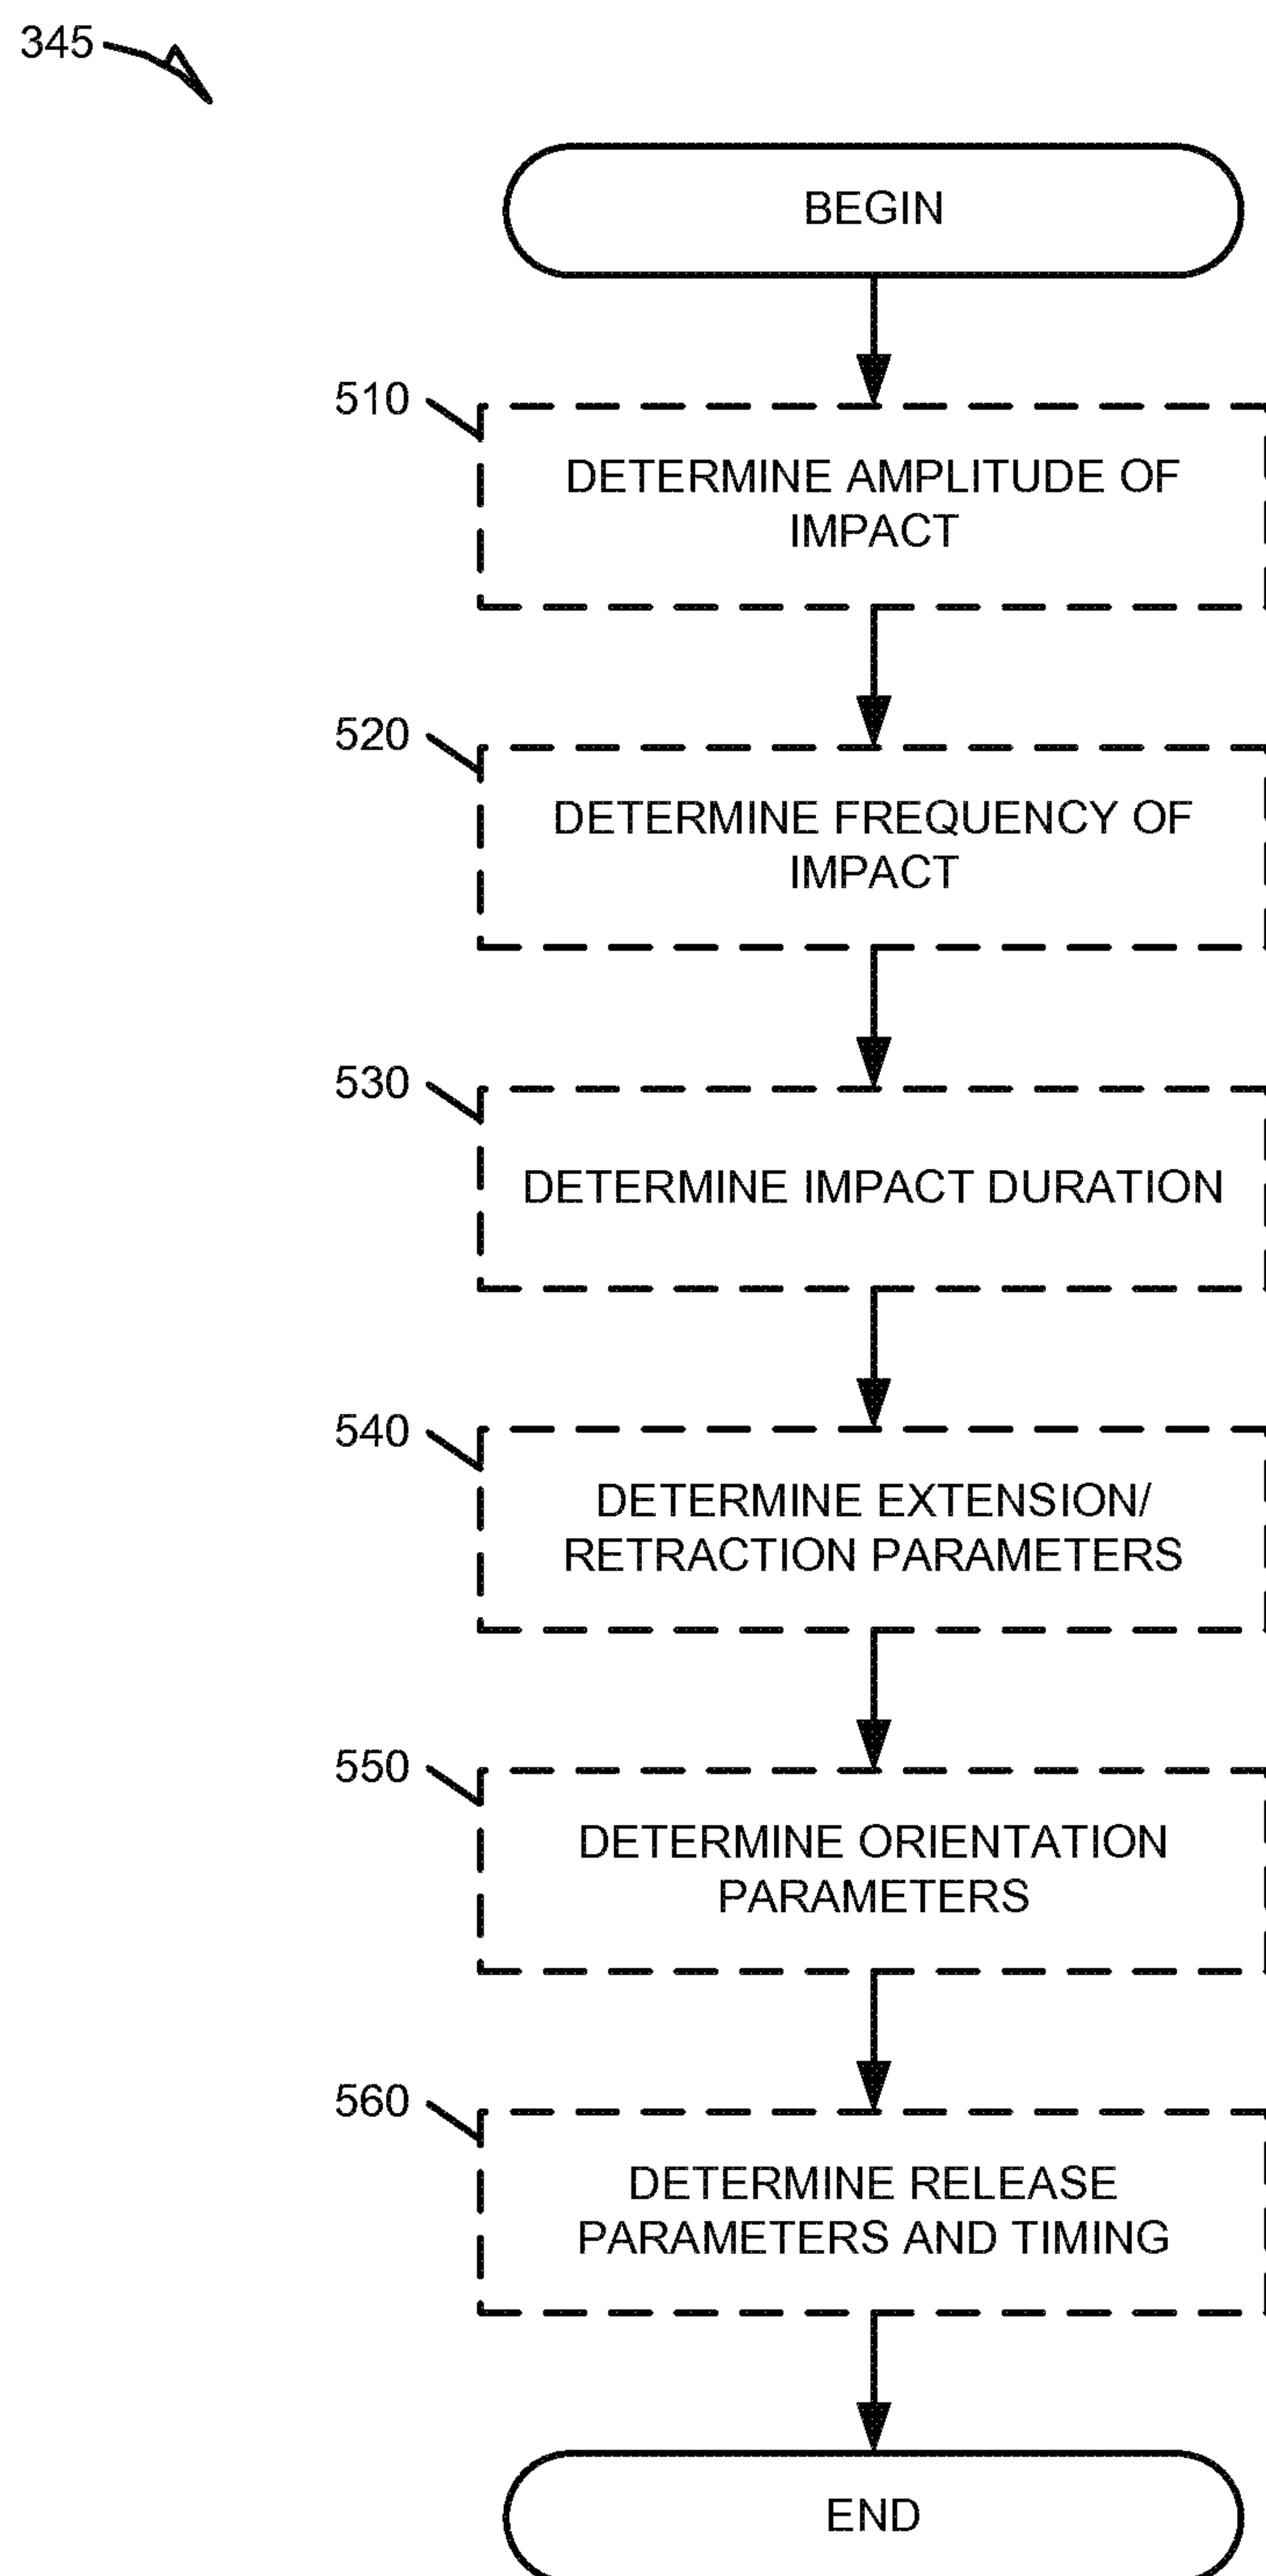 345
BEGIN
510
DETERMINE AMPLITUDE OF
IMPACT
520
DETERMINE FREQUENCY OF
IMPACT
530
DETERMINE IMPACT DURATION
540
DETERMINE EXTENSION/
RETRACTION PARAMETERS
550
DETERMINE ORIENTATION
PARAMETERS
560
DETERMINE RELEASE
PARAMETERS AND TIMING
END